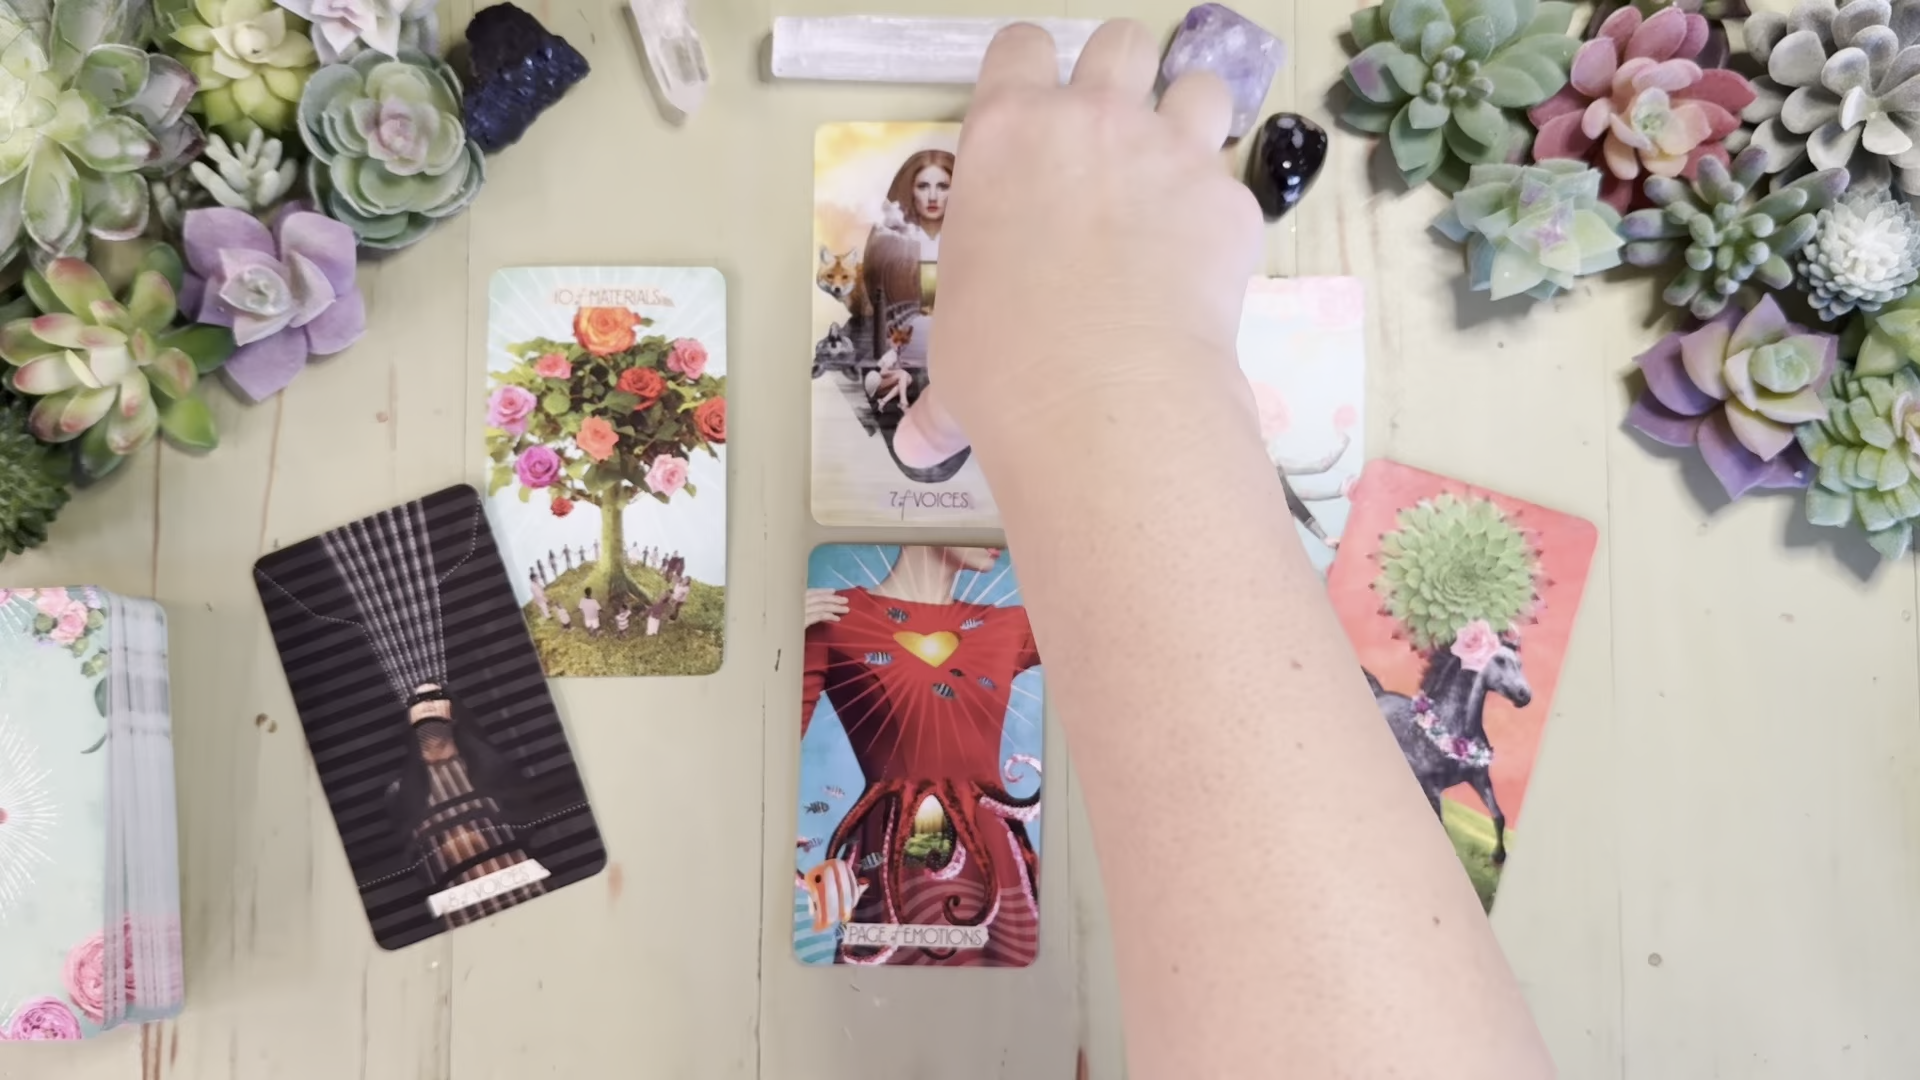 10 of MATERIALS
7 of VOICES
8 of VOICES
PAGE of EMOTIONS